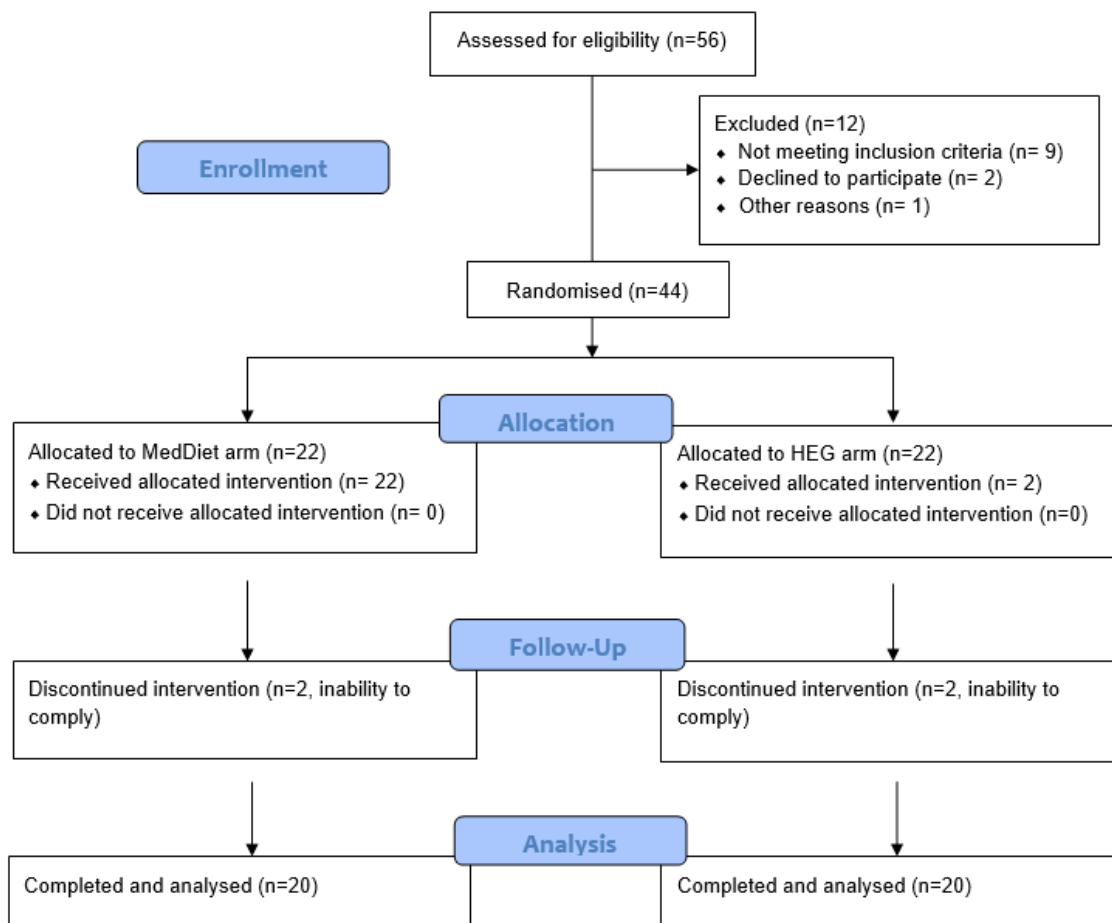 Assessed for eligibility (n=56)
Excluded (n=12)
♦ Not meeting inclusion criteria (n= 9)
♦ Declined to participate (n= 2)
♦ Other reasons (n= 1)
Enrollment
Randomised (n=44)
Allocation
Allocated to MedDiet arm (n=22)
♦ Received allocated intervention (n= 22)
♦ Did not receive allocated intervention (n= 0)
Allocated to HEG arm (n=22)
♦ Received allocated intervention (n= 2)
♦ Did not receive allocated intervention (n=0)
Follow-Up
Discontinued intervention (n=2, inability to
comply)
Discontinued intervention (n=2, inability to
comply)
Analysis
Completed and analysed (n=20)
Completed and analysed (n=20)